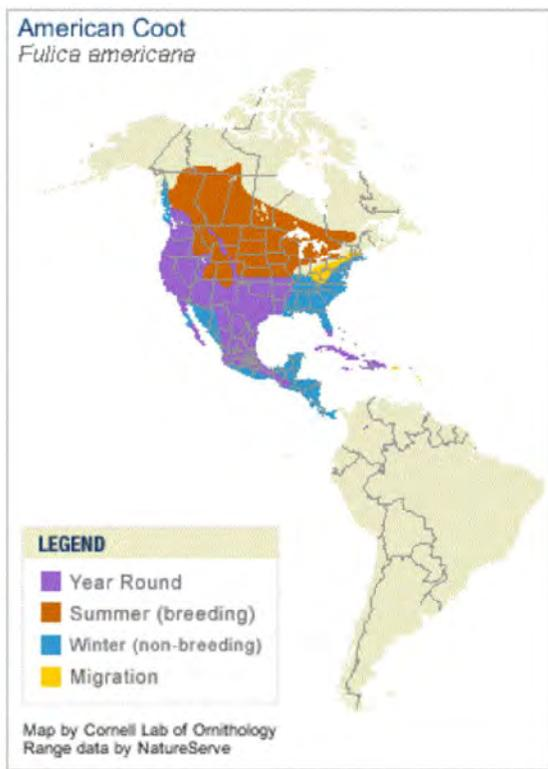 American Coot
Fulica americana
LEGEND
Year Round
Summer (breeding)
Winter (non-breeding)
Migration
Map by Cornell Lab of Ornithology
Range data by NatureServe